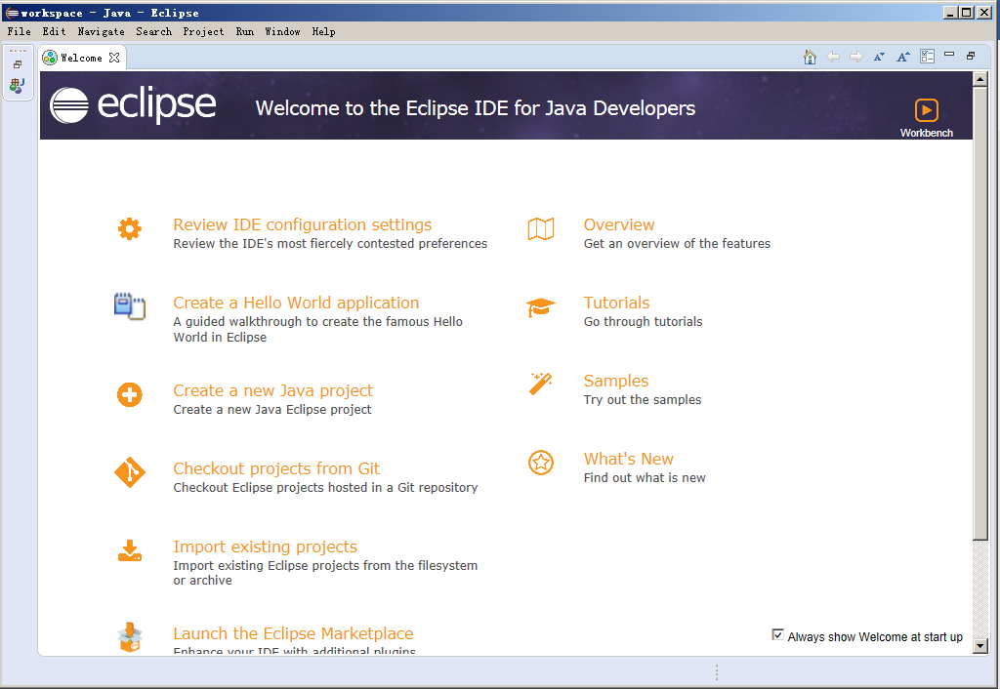 workspace - Java - Eclipse
File Edit Navigate Search Project Run Window Help
Welcome
eclipse
Welcome to the Eclipse IDE for Java Developers
Workbench
Review IDE configuration settings
Review the IDE's most fiercely contested preferences
Create a Hello World application
A guided walkthrough to create the famous Hello
World in Eclipse
Create a new Java project
Create a new Java Eclipse project
Checkout projects from Git
Checkout Eclipse projects hosted in a Git repository
Import existing projects
Import existing Eclipse projects from the filesystem
or archive
Launch the Eclipse Marketplace
Enhance your IDE with additional plugins
Overview
Get an overview of the features
Tutorials
Go through tutorials
Samples
Try out the samples
What's New
Find out what is new
Always show Welcome at start up